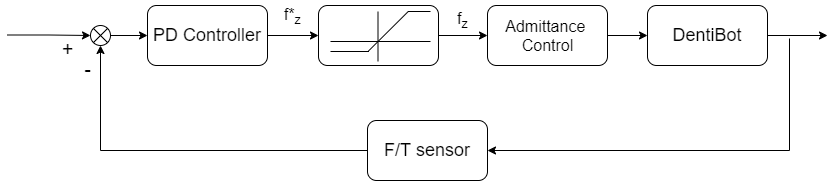 PD Controller
f*z
fz
Admittance
Control
DentiBot
+
-
F/T sensor